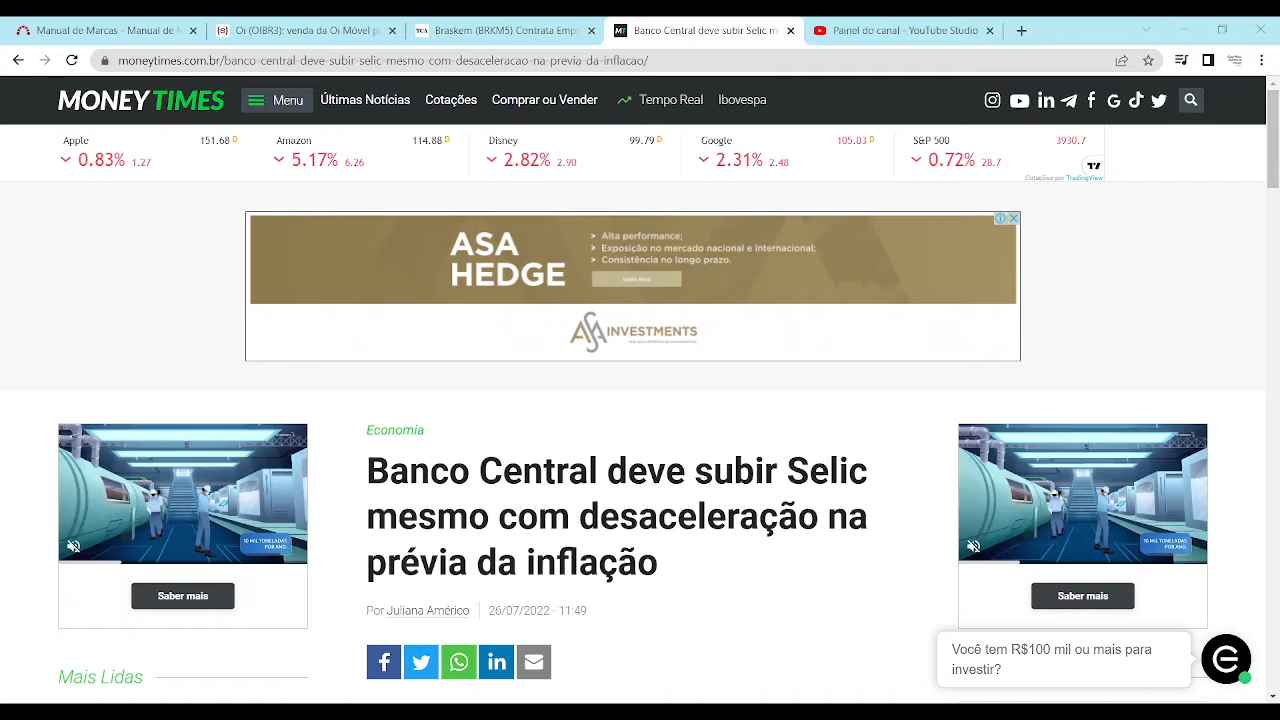 Manual de Marcas - Manual de M
Oi (OIBR3): venda da Oi Móvel po
TCA
Braskem (BRKM5) Contrata Empr
MT
Banco Central deve subir Selic m
Painel do canal - YouTube Studio
moneytimes.com.br/banco-central-deve-subir-selic-mesmo-com-desaceleracao-na-previa-da-inflacao/
MONEY TIMES
Menu
Últimas Notícias
Cotações
Comprar ou Vender
Tempo Real
Ibovespa
Apple 151.68 D
0.83% 1.27
Amazon 114.88 D
5.17% 6.26
Disney 99.79 D
2.82% 2.90
Google 105.03 D
2.31% 2.48
S&P 500 3930.7
0.72% 28.7
Cotações por TradingView
ASA
HEDGE
> Alta performance;
> Exposição no mercado nacional e internacional;
> Consistência no longo prazo.
Saiba Mais
ASA INVESTMENTS
Economia
Banco Central deve subir Selic
mesmo com desaceleração na
prévia da inflação
Por Juliana Américo
26/07/2022 - 11:49
10 MIL TONELADAS
POR ANO.
Saber mais
Mais Lidas
10 MIL TONELADAS
POR ANO.
Saber mais
Você tem R$100 mil ou mais para
investir?